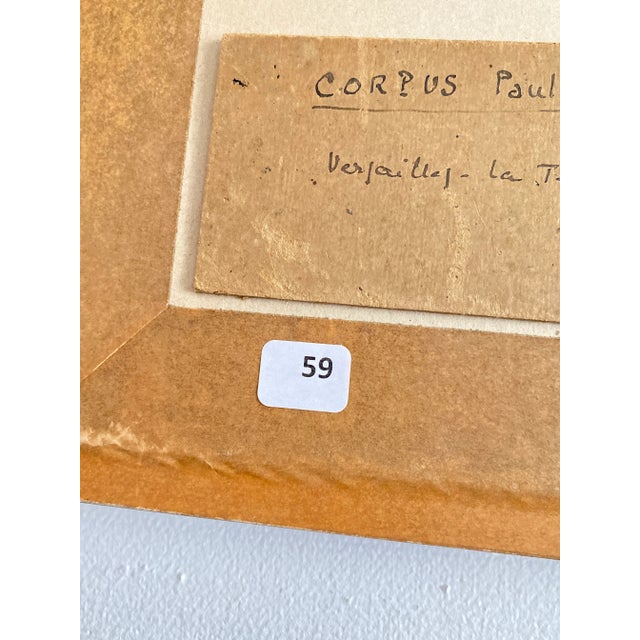 CORPUS Paul
Versailles - la T
59